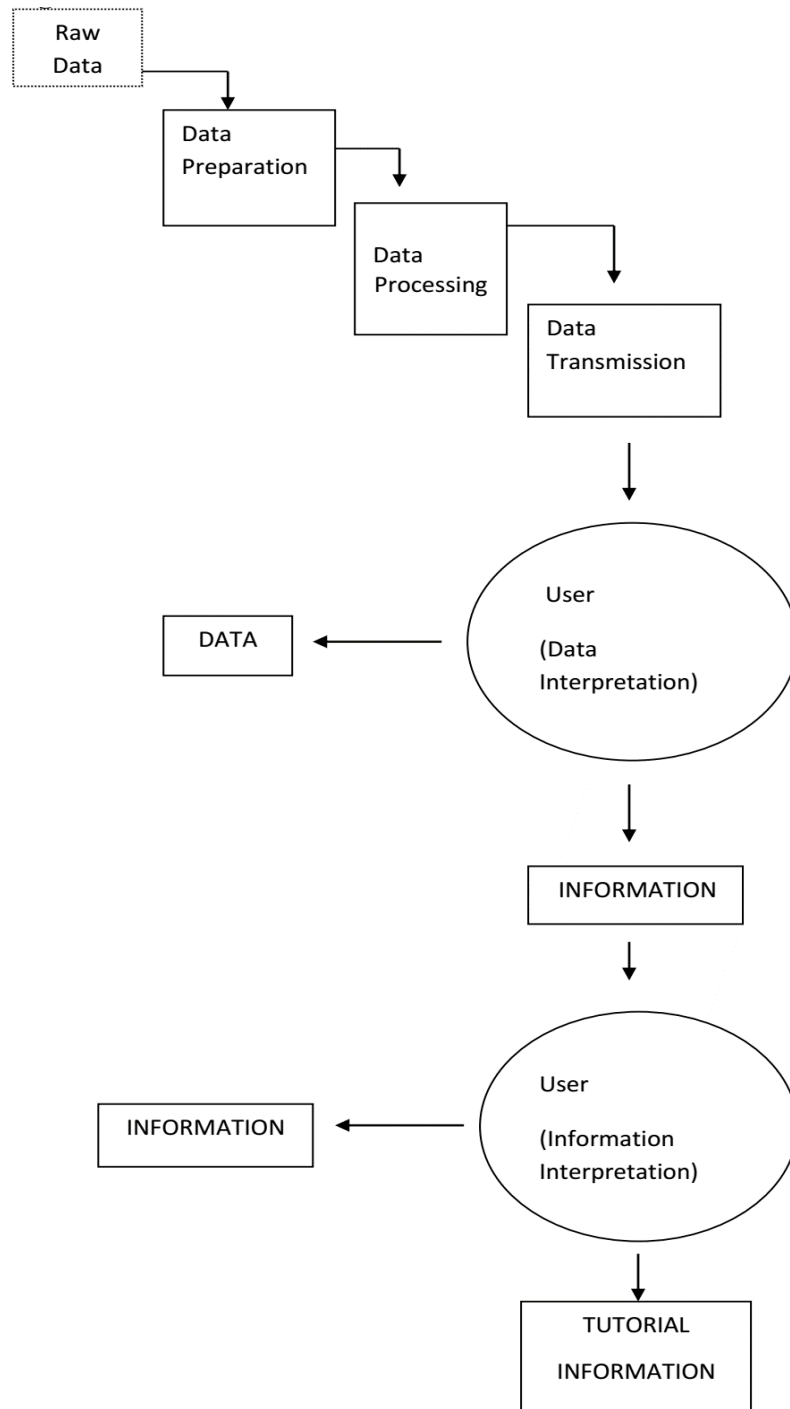 Raw
Data
Data
Preparation
Data
Processing
Data
Transmission
User
(Data
Interpretation)
DATA
INFORMATION
User
(Information
Interpretation)
INFORMATION
TUTORIAL
INFORMATION